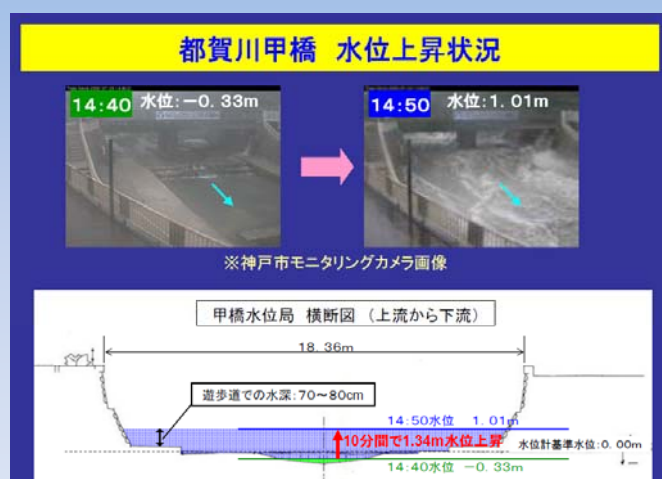 都賀川甲橋 水位上昇状況
14:40 水位:−0.33m
14:50 水位:1.01m
※神戸市モニタリングカメラ画像
甲橋水位局 横断図 (上流から下流)
18.36m
遊歩道での水深:70〜80cm
14:50水位 1.01m
10分間で1.34m水位上昇
水位計基準水位:0.00m
14:40水位 −0.33m